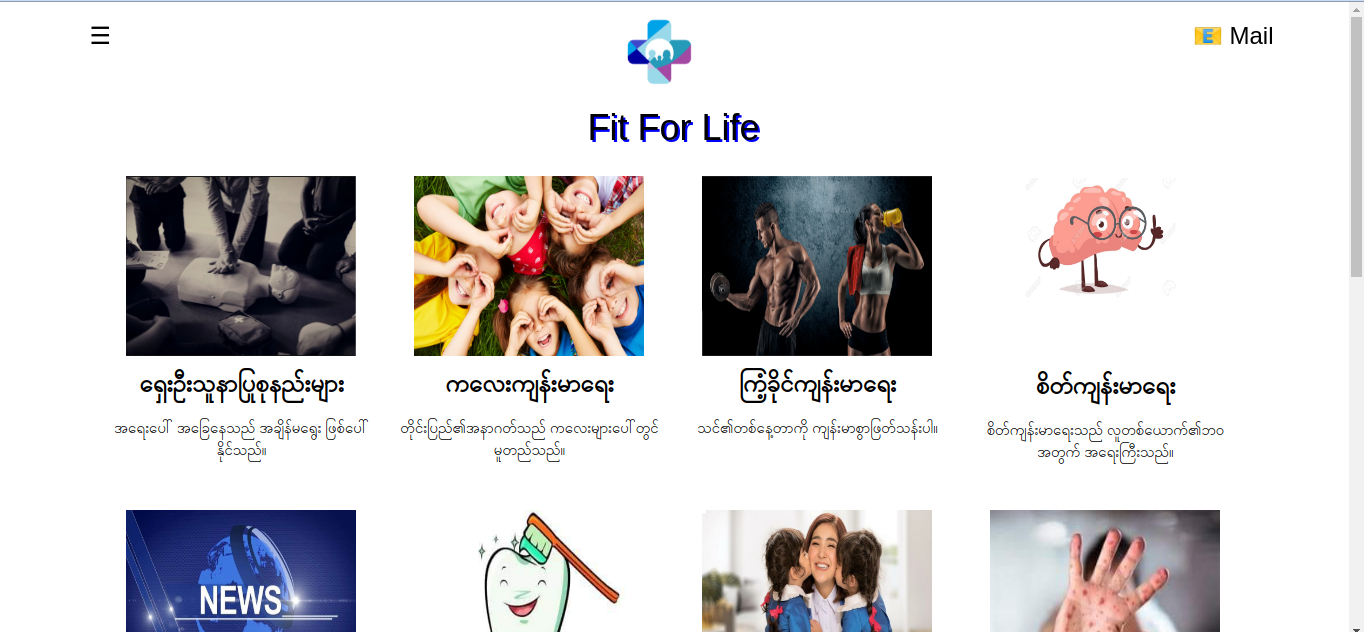 ☰
📧 Mail
Fit For Life
ရှေးဦးသူနာပြုစုနည်းများ
ကလေးကျန်းမာရေး
ကြံ့ခိုင်ကျန်းမာရေး
စိတ်ကျန်းမာရေး
အရေးပေါ် အခြေနေသည် အချိန်မရွေး ဖြစ်ပေါ်
နိုင်သည်။
တိုင်းပြည်၏အနာဂတ်သည် ကလေးများပေါ်တွင်
မူတည်သည်။
သင်၏တစ်နေ့တာကို ကျန်းမာစွာဖြတ်သန်းပါ။
စိတ်ကျန်းမာရေးသည် လူတစ်ယောက်၏ဘဝ
အတွက် အရေးကြီးသည်။
NEWS